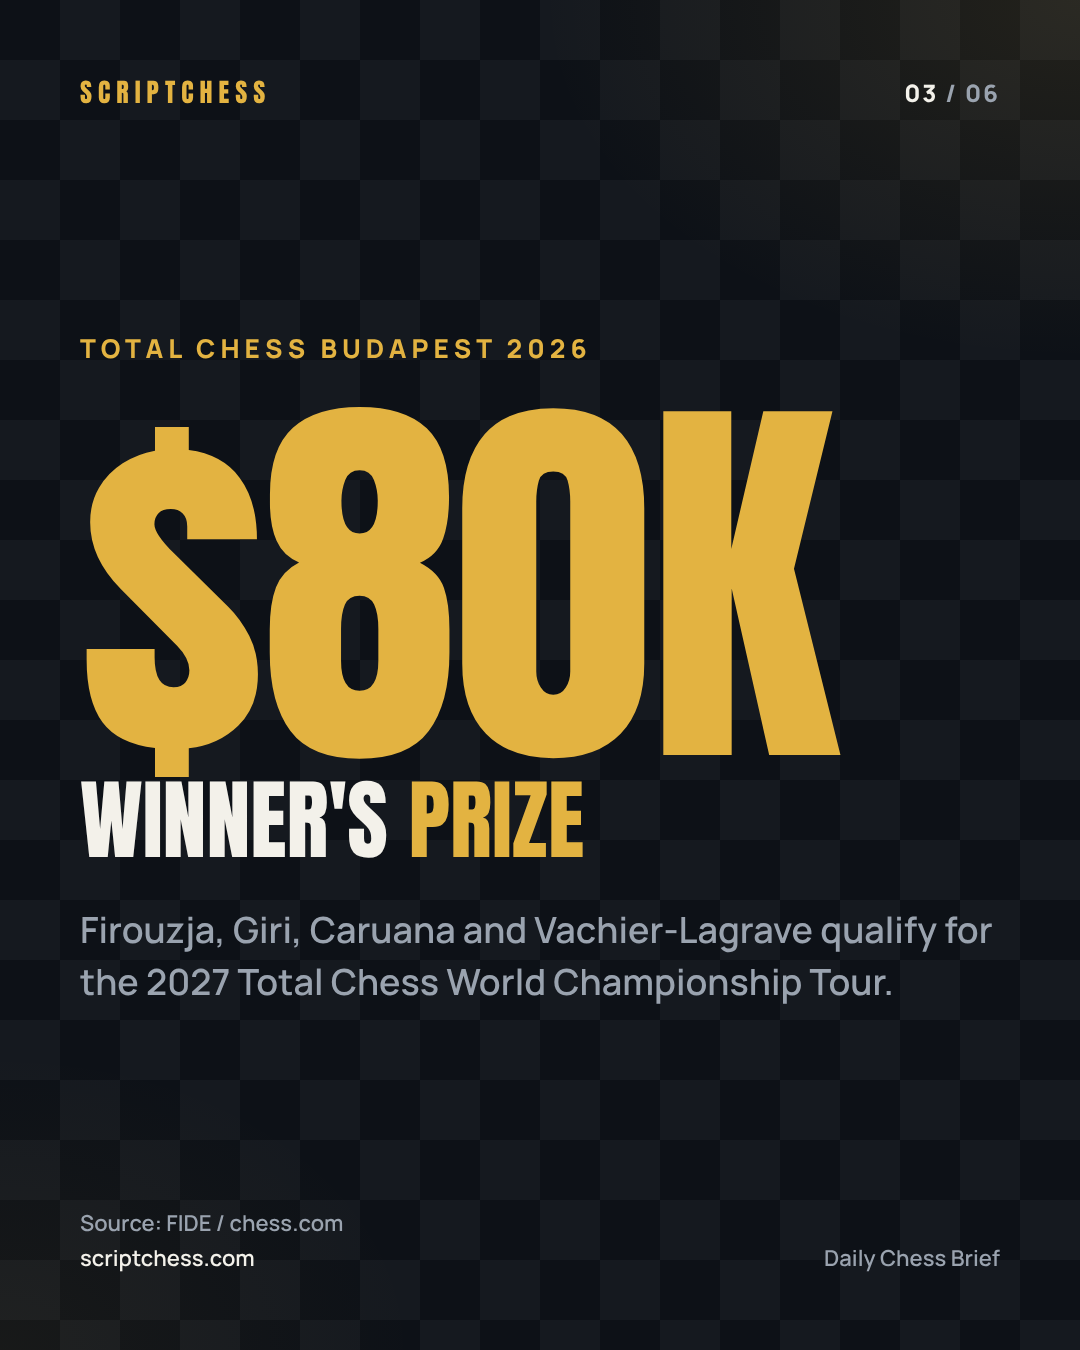 SCRIPTCHESS
03 / 06
TOTAL CHESS BUDAPEST 2026
$80K
WINNER'S PRIZE
Firouzja, Giri, Caruana and Vachier-Lagrave qualify for
the 2027 Total Chess World Championship Tour.
Source: FIDE / chess.com
scriptchess.com
Daily Chess Brief